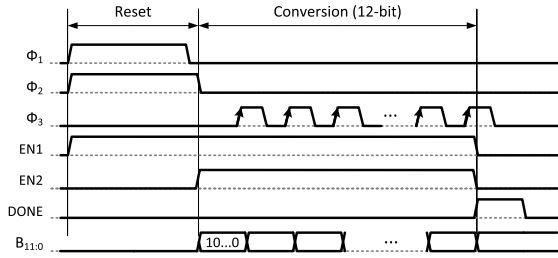 Reset Conversion (12-bit)
Φ1
Φ2
Φ3 ...
EN1
EN2
DONE
B11:0 10...0 ...